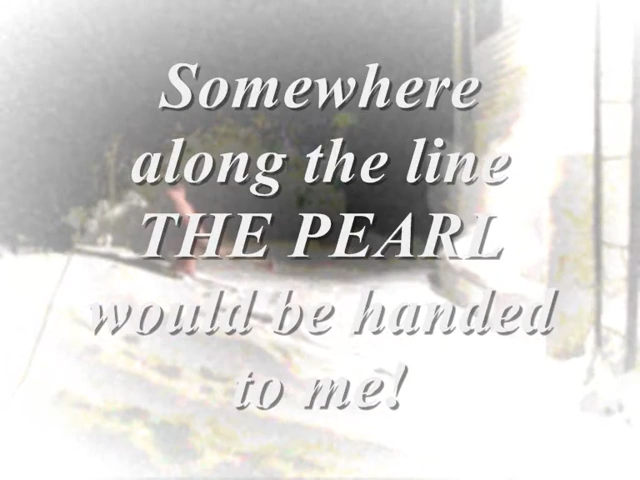 Somewhere
along the line
THE PEARL
would be handed
to me!